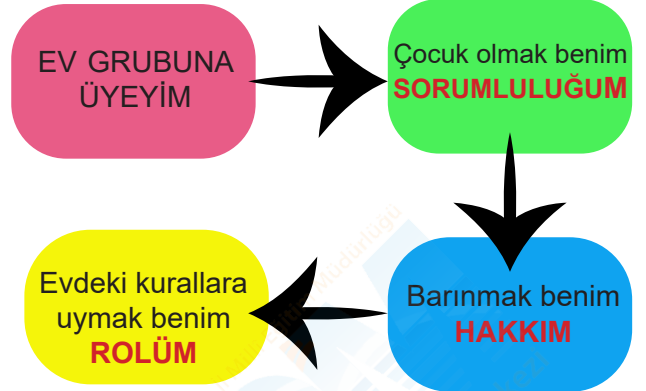 EV GRUBUNA
ÜYEYİM
Çocuk olmak benim
SORUMLULUĞUM
Barınmak benim
HAKKIM
Evdeki kurallara
uymak benim
ROLÜM